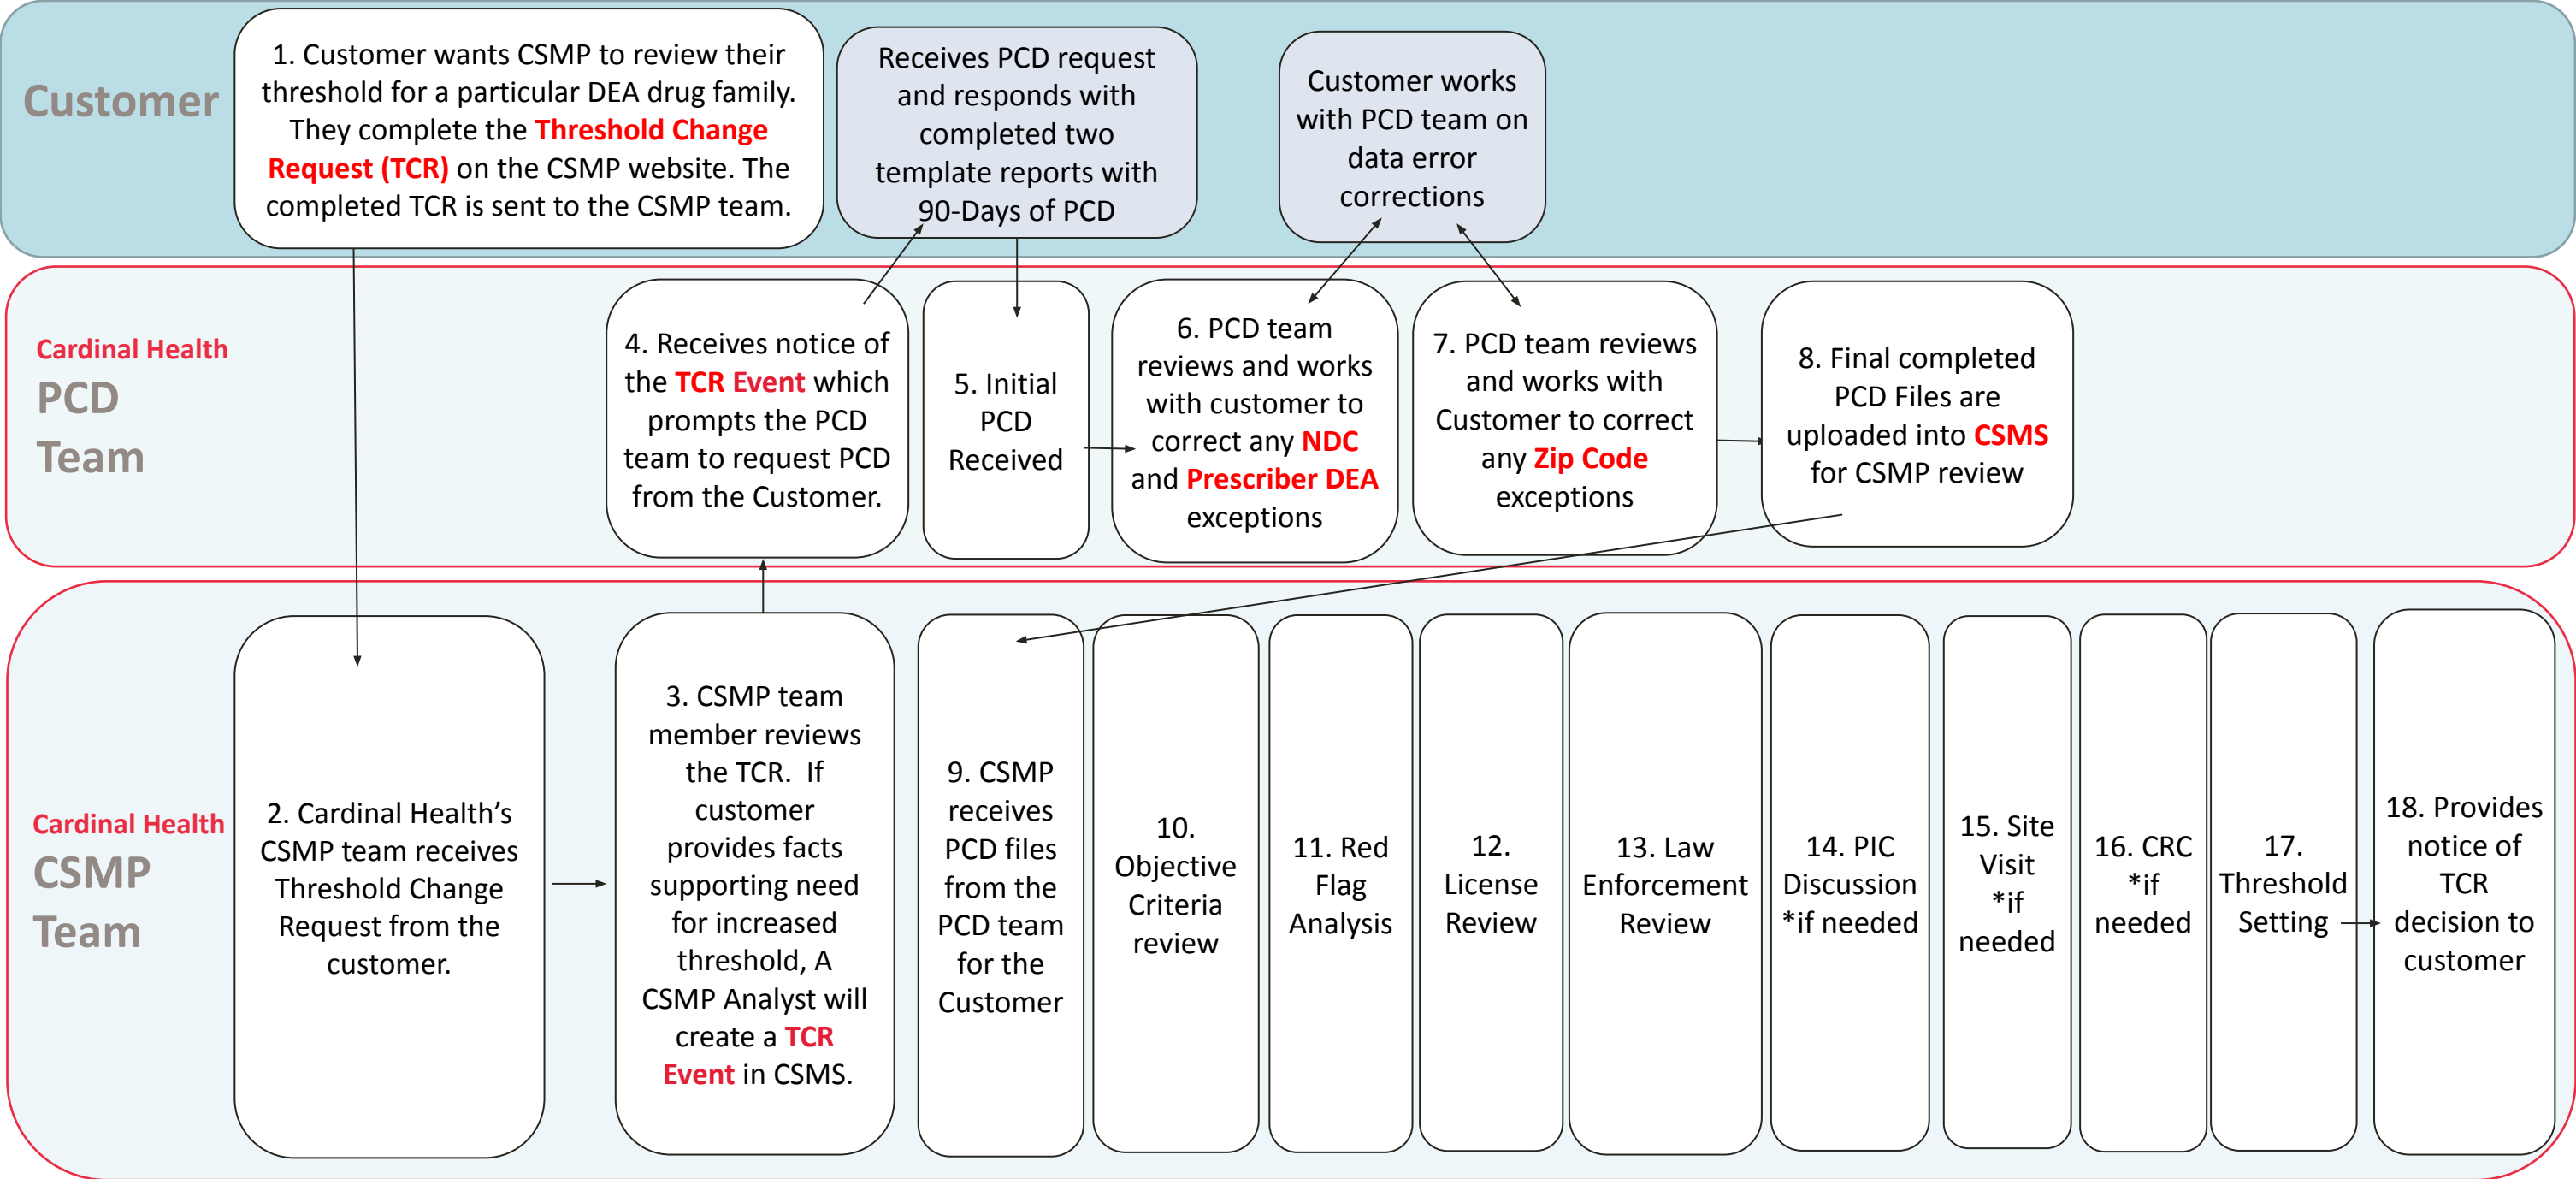 Customer
1. Customer wants CSMP to review their
threshold for a particular DEA drug family.
They complete the Threshold Change
Request (TCR) on the CSMP website. The
completed TCR is sent to the CSMP team.
Receives PCD request
and responds with
completed two
template reports with
90-Days of PCD
Customer works
with PCD team on
data error
corrections
Cardinal Health
PCD
Team
4. Receives notice of
the TCR Event which
prompts the PCD
team to request PCD
from the Customer.
5. Initial
PCD
Received
6. PCD team
reviews and works
with customer to
correct any NDC
and Prescriber DEA
exceptions
7. PCD team reviews
and works with
Customer to correct
any Zip Code
exceptions
8. Final completed
PCD Files are
uploaded into CSMS
for CSMP review
Cardinal Health
CSMP
Team
2. Cardinal Health’s
CSMP team receives
Threshold Change
Request from the
customer.
3. CSMP team
member reviews
the TCR.  If
customer
provides facts
supporting need
for increased
threshold, A
CSMP Analyst will
create a TCR
Event in CSMS.
9. CSMP
receives
PCD files
from the
PCD team
for the
Customer
10.
Objective
Criteria
review
11. Red
Flag
Analysis
12.
License
Review
13. Law
Enforcement
Review
14. PIC
Discussion
*if needed
15. Site
Visit
*if
needed
16. CRC
*if
needed
17.
Threshold
Setting
18. Provides
notice of
TCR
decision to
customer